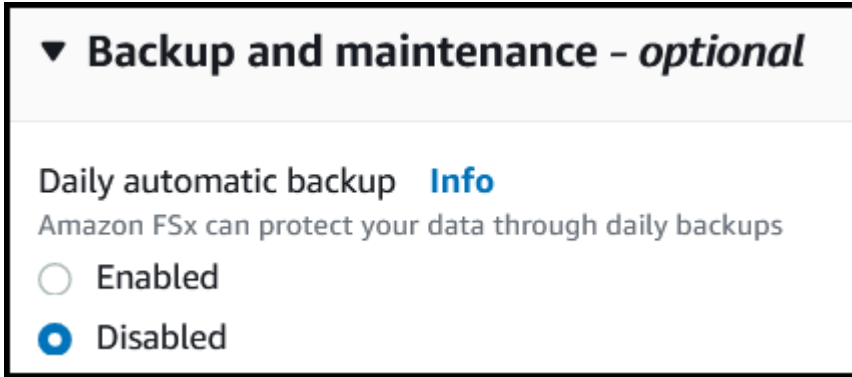 Backup and maintenance - optional
Daily automatic backup Info
Amazon FSx can protect your data through daily backups
Enabled
Disabled